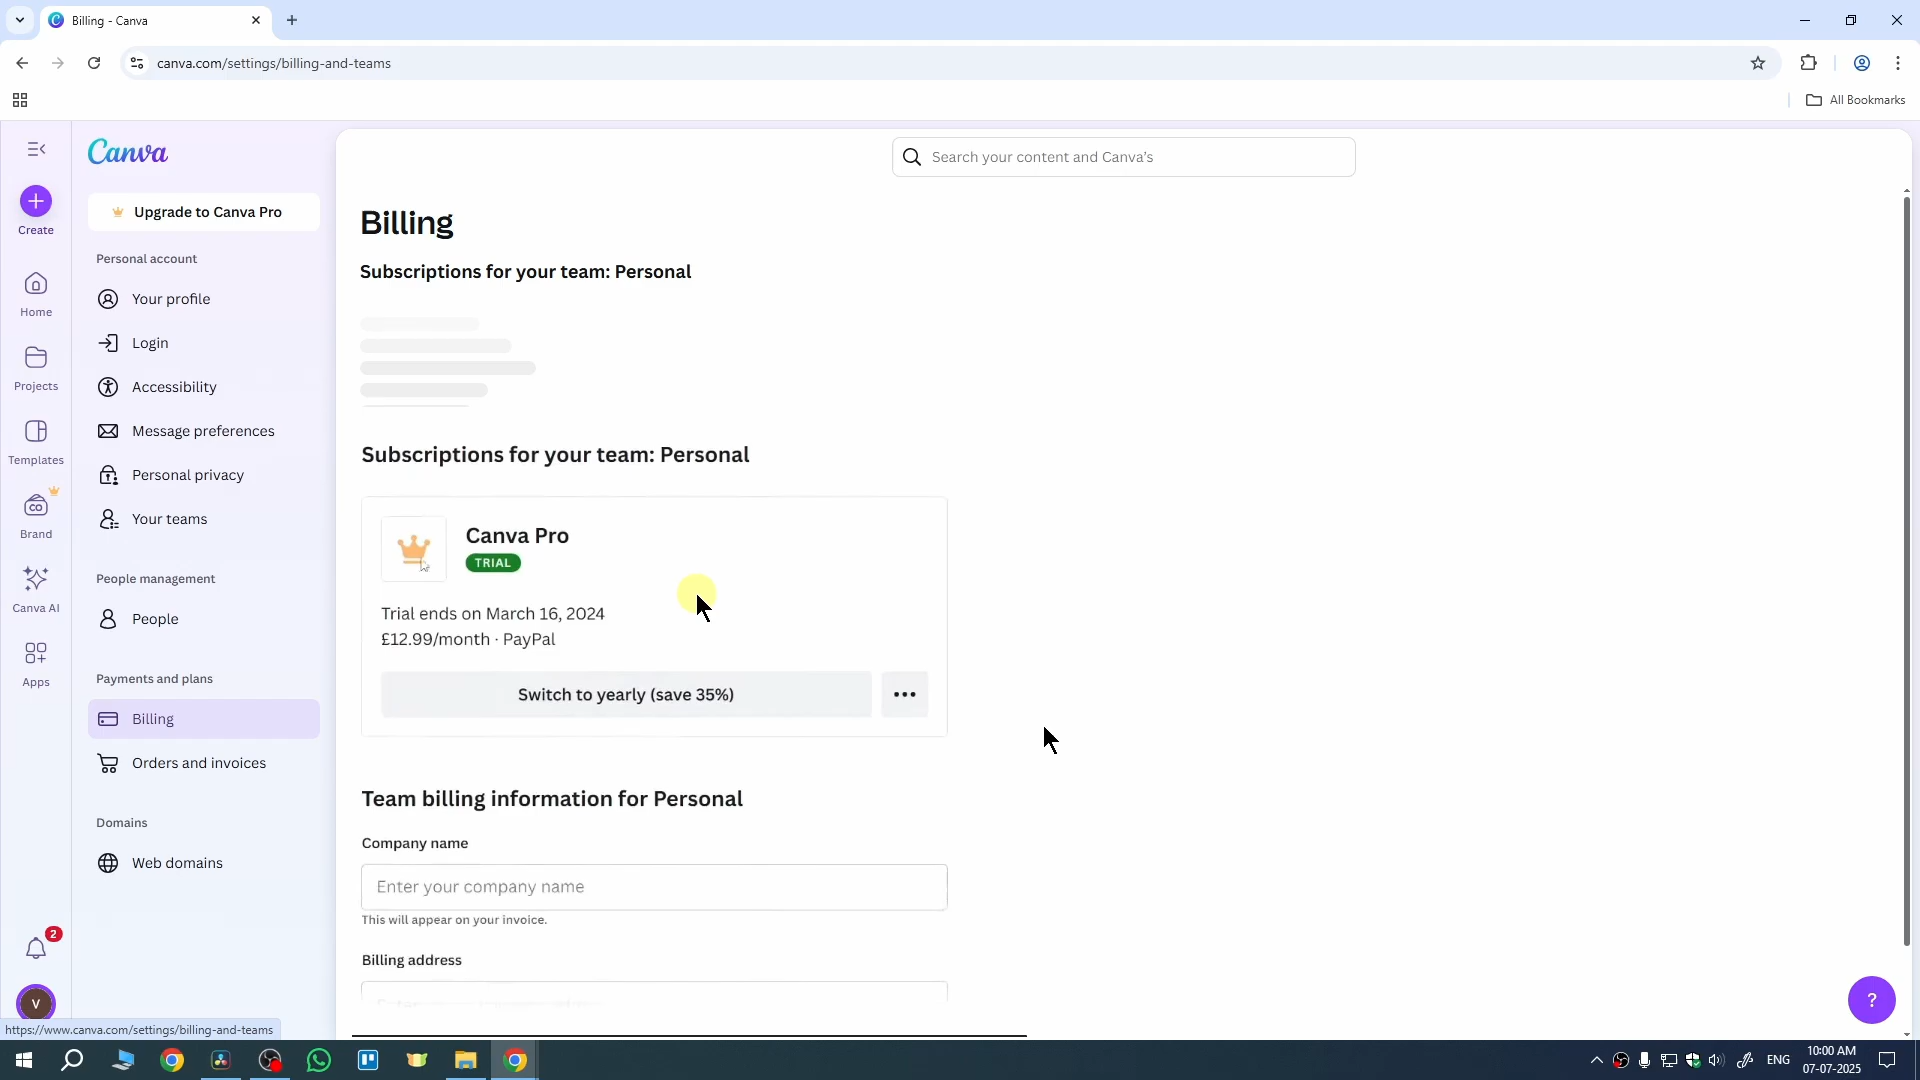 Billing - Canva
canva.com/settings/billing-and-teams
All Bookmarks
Canva
Search your content and Canva's
Upgrade to Canva Pro
Create
Home
Projects
Templates
Brand
Canva AI
Apps
2
V
Personal account
Your profile
Login
Accessibility
Message preferences
Personal privacy
Your teams
People management
People
Payments and plans
Billing
Orders and invoices
Domains
Web domains
Billing
Subscriptions for your team: Personal
Subscriptions for your team: Personal
Canva Pro
TRIAL
Trial ends on March 16, 2024
£12.99/month · PayPal
Switch to yearly (save 35%)
Team billing information for Personal
Company name
Enter your company name
This will appear on your invoice.
Billing address
?
https://www.canva.com/settings/billing-and-teams
ENG
10:00 AM
07-07-2025